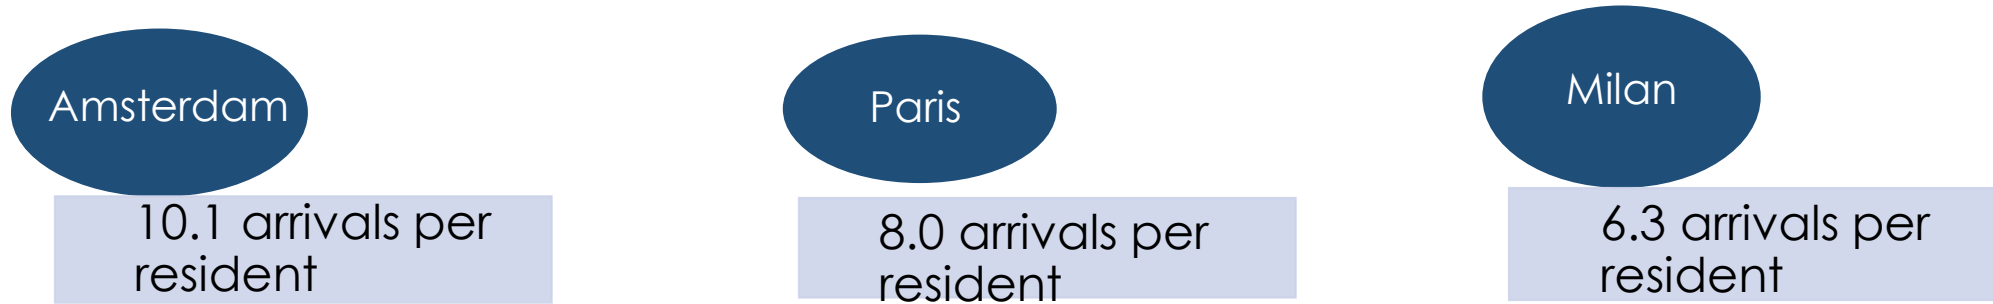 Amsterdam
10.1 arrivals per
resident
Paris
8.0 arrivals per
resident
Milan
6.3 arrivals per
resident